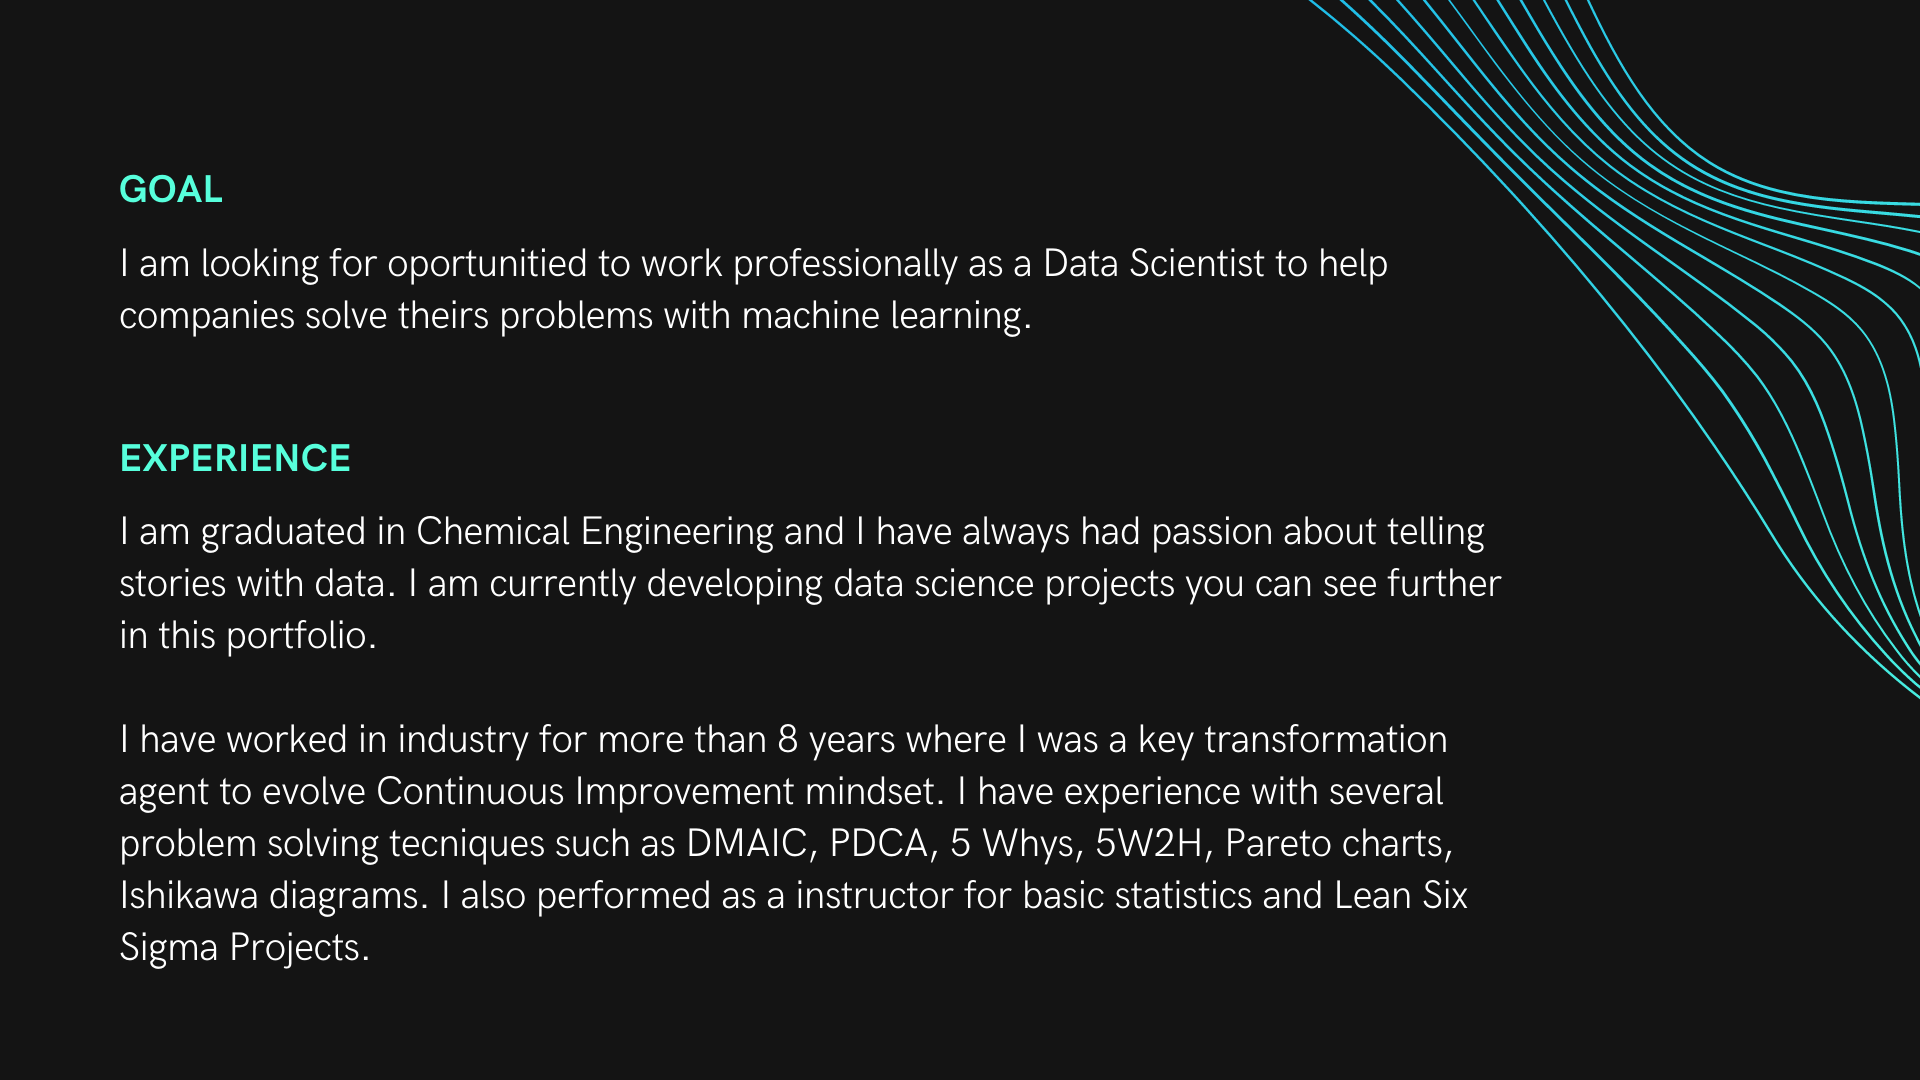 GOAL
I am looking for oportunitied to work professionally as a Data Scientist to help
companies solve theirs problems with machine learning.
EXPERIENCE
I am graduated in Chemical Engineering and I have always had passion about telling
stories with data. I am currently developing data science projects you can see further
in this portfolio.
I have worked in industry for more than 8 years where I was a key transformation
agent to evolve Continuous Improvement mindset. I have experience with several
problem solving tecniques such as DMAIC, PDCA, 5 Whys, 5W2H, Pareto charts,
Ishikawa diagrams. I also performed as a instructor for basic statistics and Lean Six
Sigma Projects.